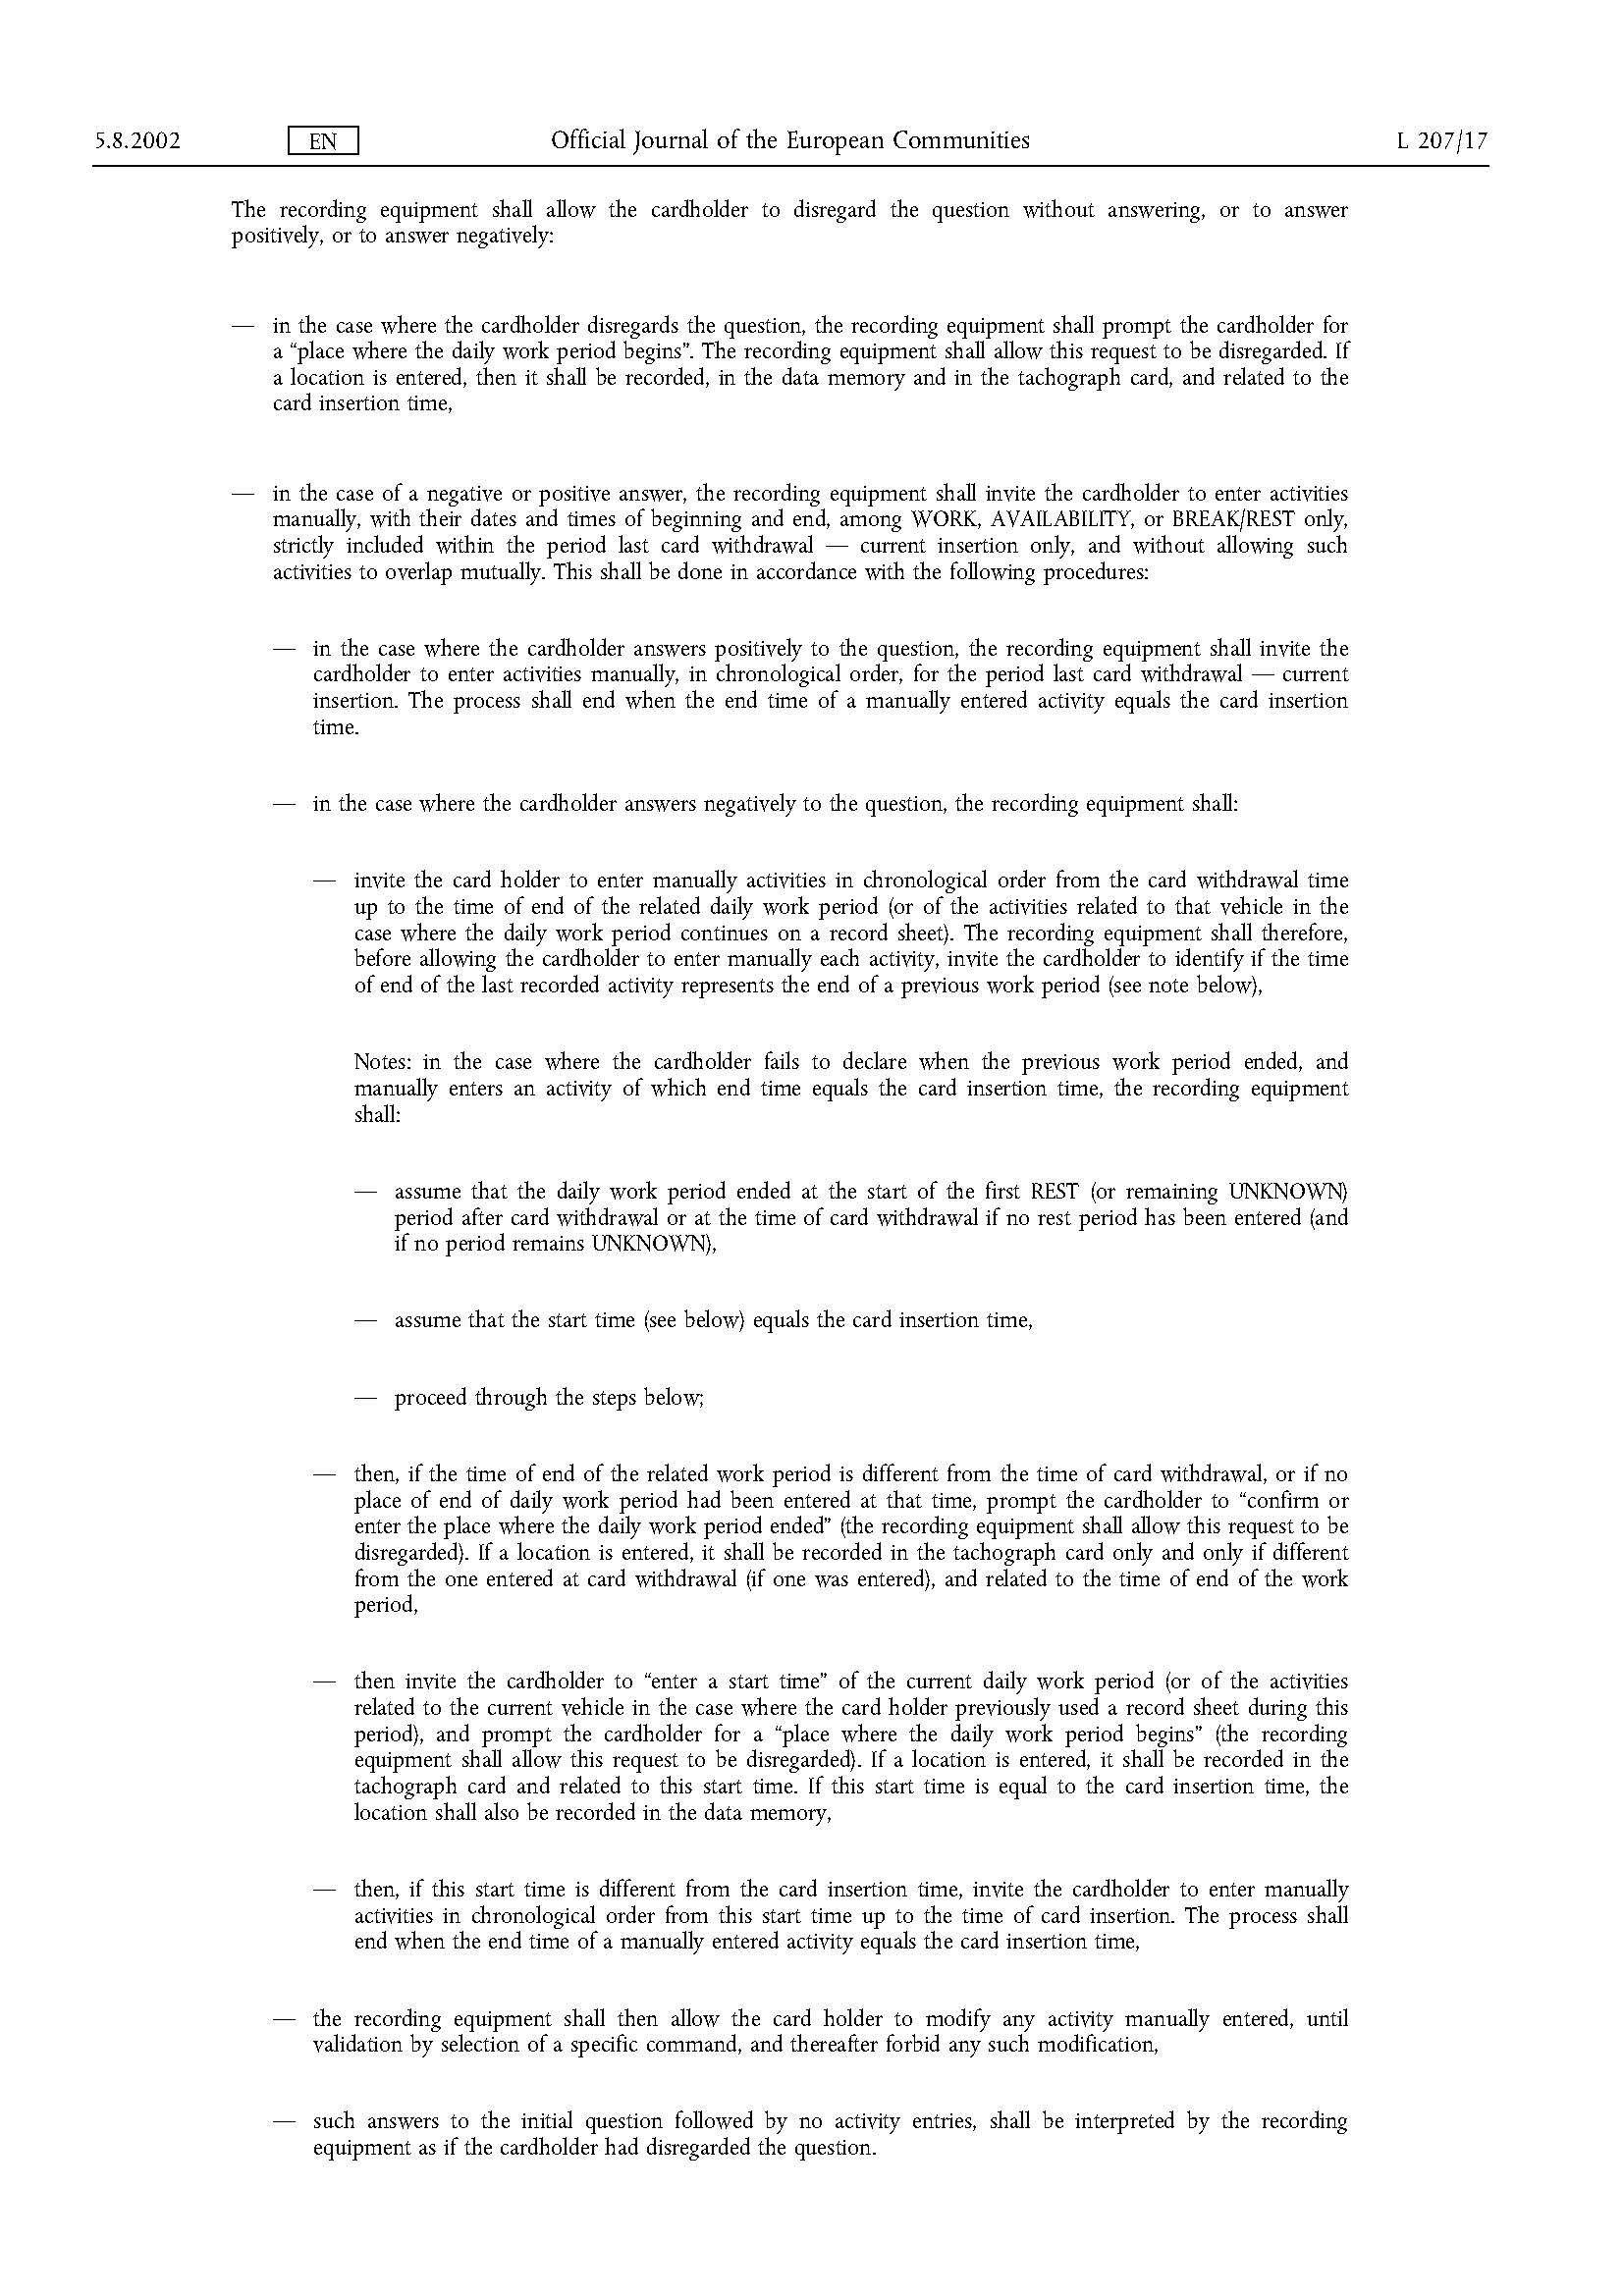 5.8.2002 EN Official Journal of the European Communities L 207/17
The recording equipment shall allow the cardholder to disregard the question without answering, or to answer
positively, or to answer negatively:
— in the case where the cardholder disregards the question, the recording equipment shall prompt the cardholder for
a “place where the daily work period begins”. The recording equipment shall allow this request to be disregarded. If
a location is entered, then it shall be recorded, in the data memory and in the tachograph card, and related to the
card insertion time,
— in the case of a negative or positive answer, the recording equipment shall invite the cardholder to enter activities
manually, with their dates and times of beginning and end, among WORK, AVAILABILITY, or BREAK/REST only,
strictly included within the period last card withdrawal — current insertion only, and without allowing such
activities to overlap mutually. This shall be done in accordance with the following procedures:
— in the case where the cardholder answers positively to the question, the recording equipment shall invite the
cardholder to enter activities manually, in chronological order, for the period last card withdrawal — current
insertion. The process shall end when the end time of a manually entered activity equals the card insertion
time.
— in the case where the cardholder answers negatively to the question, the recording equipment shall:
— invite the card holder to enter manually activities in chronological order from the card withdrawal time
up to the time of end of the related daily work period (or of the activities related to that vehicle in the
case where the daily work period continues on a record sheet). The recording equipment shall therefore,
before allowing the cardholder to enter manually each activity, invite the cardholder to identify if the time
of end of the last recorded activity represents the end of a previous work period (see note below),
Notes: in the case where the cardholder fails to declare when the previous work period ended, and
manually enters an activity of which end time equals the card insertion time, the recording equipment
shall:
— assume that the daily work period ended at the start of the first REST (or remaining UNKNOWN)
period after card withdrawal or at the time of card withdrawal if no rest period has been entered (and
if no period remains UNKNOWN),
— assume that the start time (see below) equals the card insertion time,
— proceed through the steps below;
— then, if the time of end of the related work period is different from the time of card withdrawal, or if no
place of end of daily work period had been entered at that time, prompt the cardholder to “confirm or
enter the place where the daily work period ended” (the recording equipment shall allow this request to be
disregarded). If a location is entered, it shall be recorded in the tachograph card only and only if different
from the one entered at card withdrawal (if one was entered), and related to the time of end of the work
period,
— then invite the cardholder to “enter a start time” of the current daily work period (or of the activities
related to the current vehicle in the case where the card holder previously used a record sheet during this
period), and prompt the cardholder for a “place where the daily work period begins” (the recording
equipment shall allow this request to be disregarded). If a location is entered, it shall be recorded in the
tachograph card and related to this start time. If this start time is equal to the card insertion time, the
location shall also be recorded in the data memory,
— then, if this start time is different from the card insertion time, invite the cardholder to enter manually
activities in chronological order from this start time up to the time of card insertion. The process shall
end when the end time of a manually entered activity equals the card insertion time,
— the recording equipment shall then allow the card holder to modify any activity manually entered, until
validation by selection of a specific command, and thereafter forbid any such modification,
— such answers to the initial question followed by no activity entries, shall be interpreted by the recording
equipment as if the cardholder had disregarded the question.